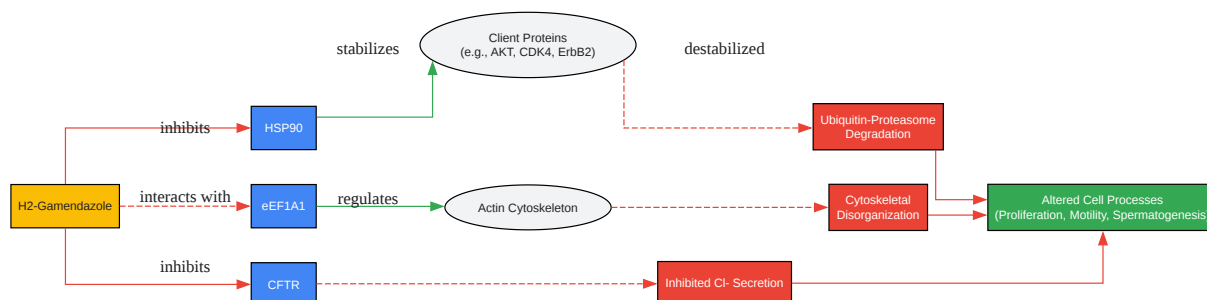 Client Proteins
(e.g., AKT, CDK4, ErbB2)
stabilizes
destabilized
inhibits
HSP90
Ubiquitin-Proteasome
Degradation
H2-Gamendazole
interacts with
eEF1A1
regulates
Actin Cytoskeleton
Cytoskeletal
Disorganization
Altered Cell Processes
(Proliferation, Motility, Spermatogenesis)
inhibits
CFTR
Inhibited Cl- Secretion